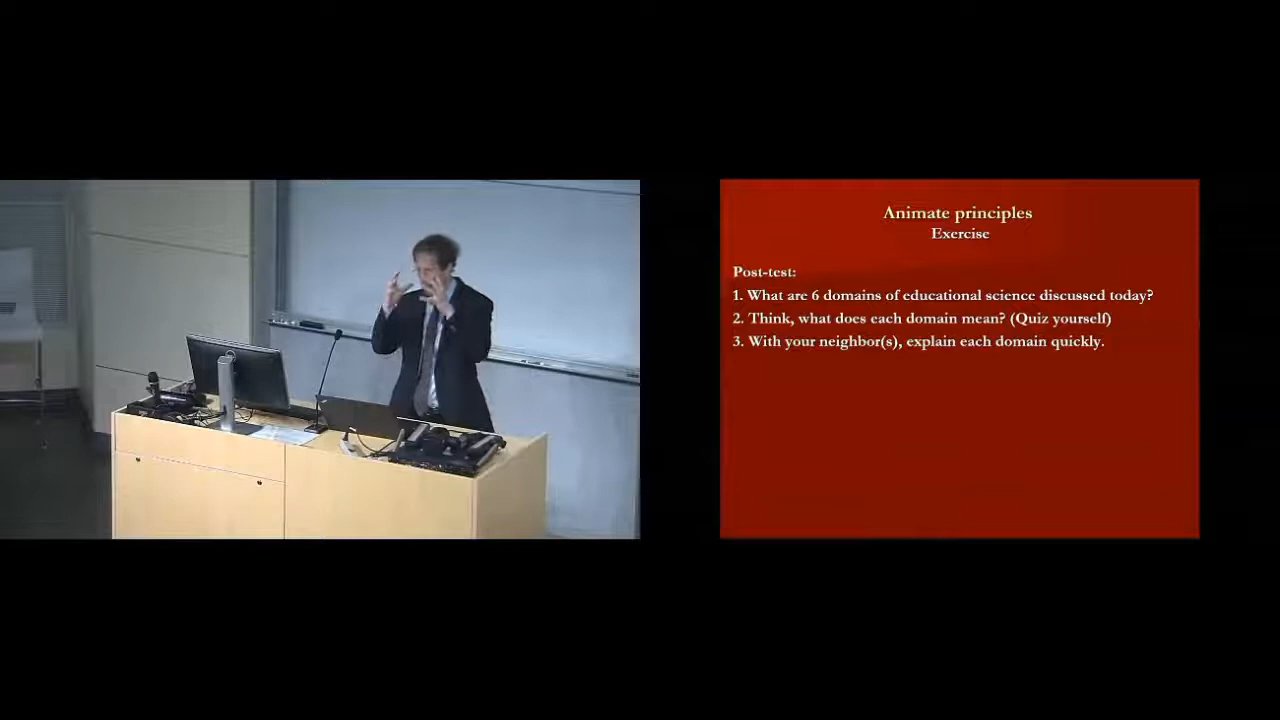 Animate principles
Exercise
Post-test:
1. What are 6 domains of educational science discussed today?
2. Think, what does each domain mean? (Quiz yourself)
3. With your neighbor(s), explain each domain quickly.